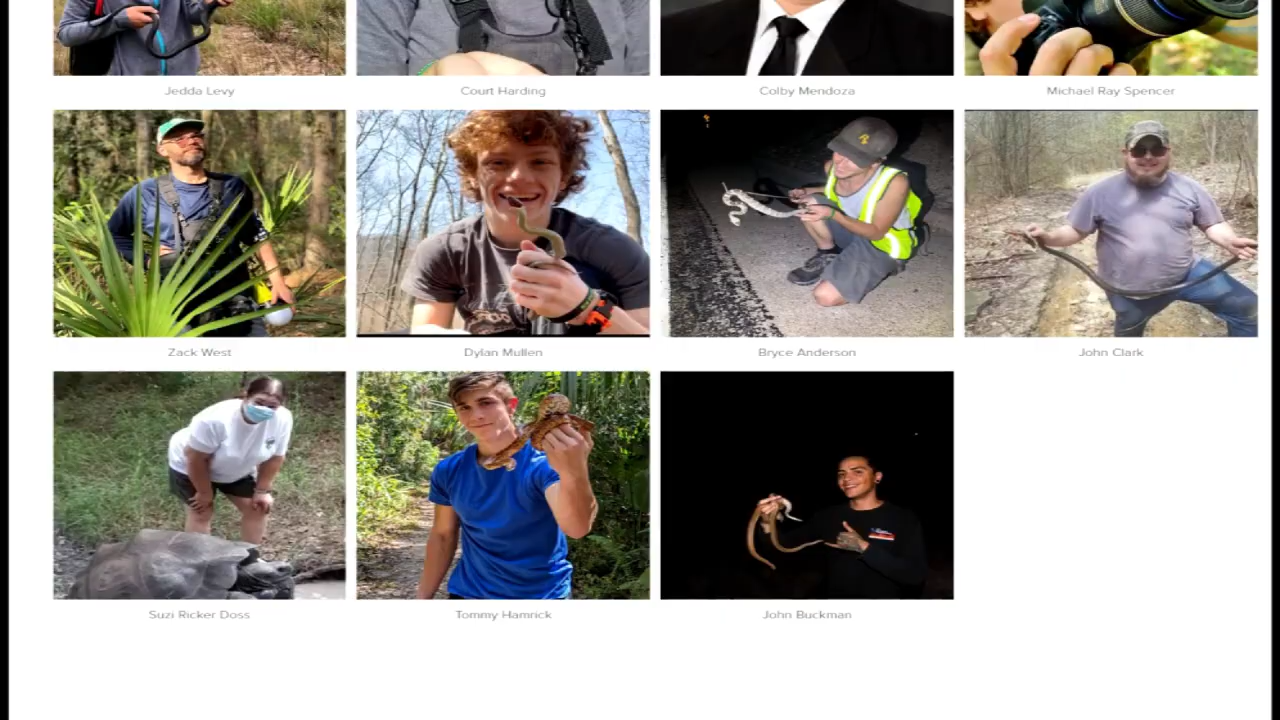 Jedda Levy
Court Harding
Colby Mendoza
Michael Ray Spencer
Zack West
Dylan Mullen
Bryce Anderson
John Clark
Suzi Ricker Doss
Tommy Hamrick
John Buckman